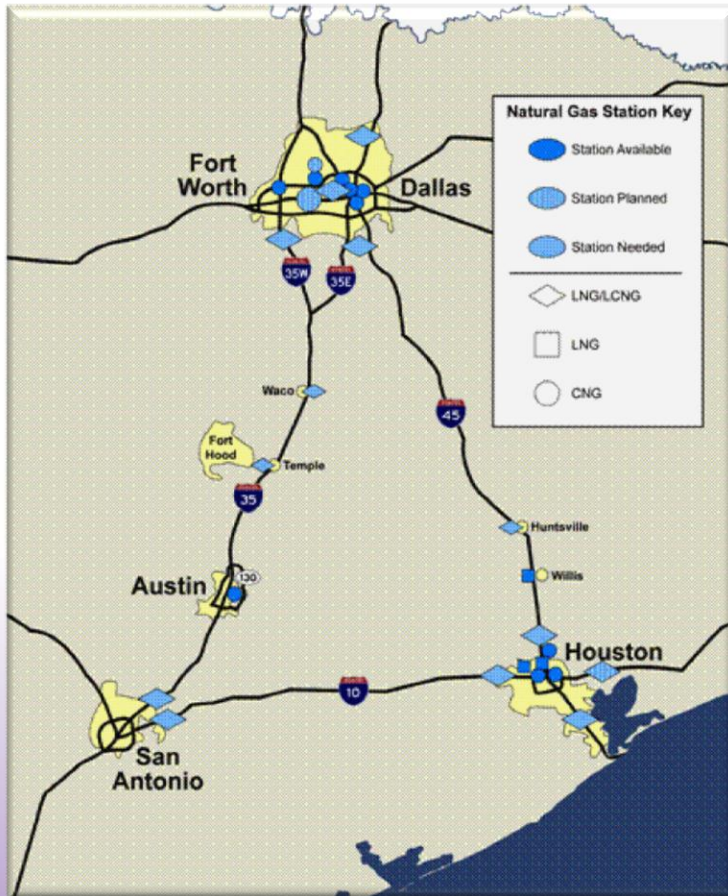 Natural Gas Station Key
Station Available
Station Planned
Station Needed
LNG/LCNG
LNG
CNG
Fort
Worth
Dallas
35W
35E
Waco
45
Fort
Hood
Temple
35
Huntsville
Willis
130
Austin
Houston
10
San
Antonio